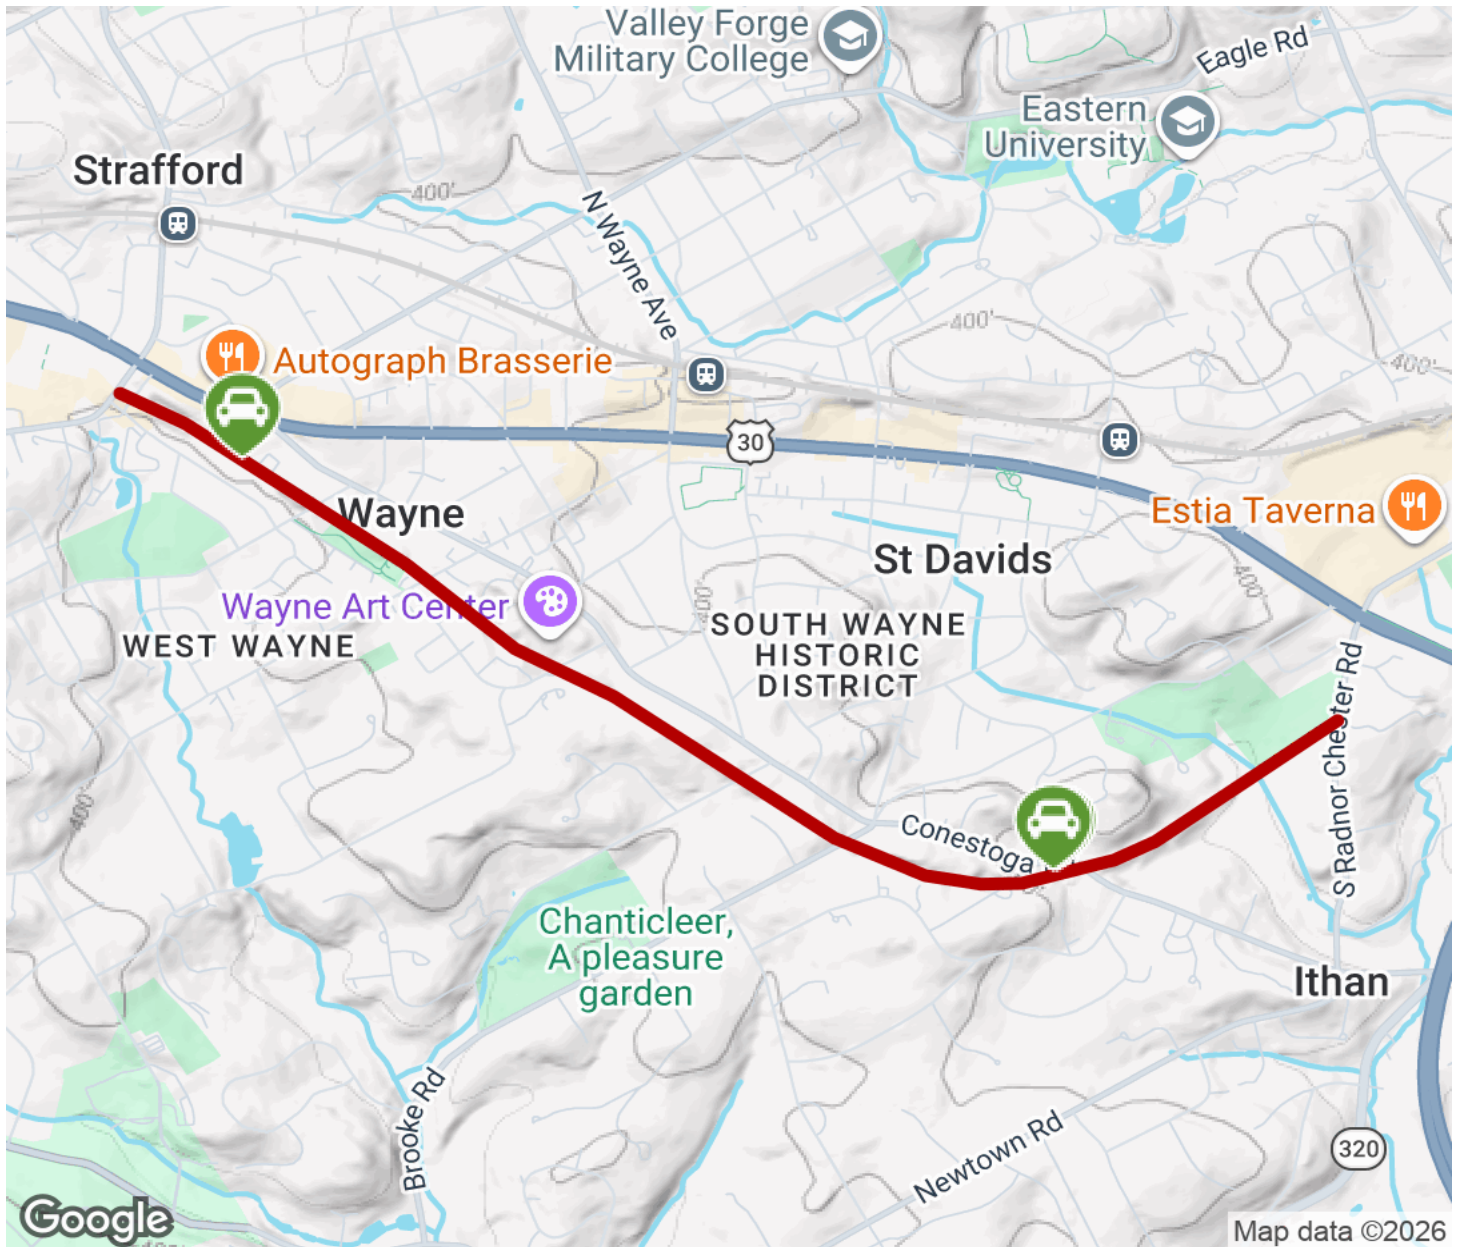 Valley Forge
Military College
Eagle Rd
Eastern
University
Strafford
400'
N Wayne Ave
400'
400'
Autograph Brasserie
30
Wayne
Estia Taverna
St Davids
400'
400'
Wayne Art Center
SOUTH WAYNE
HISTORIC
DISTRICT
WEST WAYNE
S Radnor Chester Rd
400'
Conestoga
Chanticleer,
A pleasure
garden
Ithan
Brooke Rd
Newtown Rd
320
Google
Map data ©2026